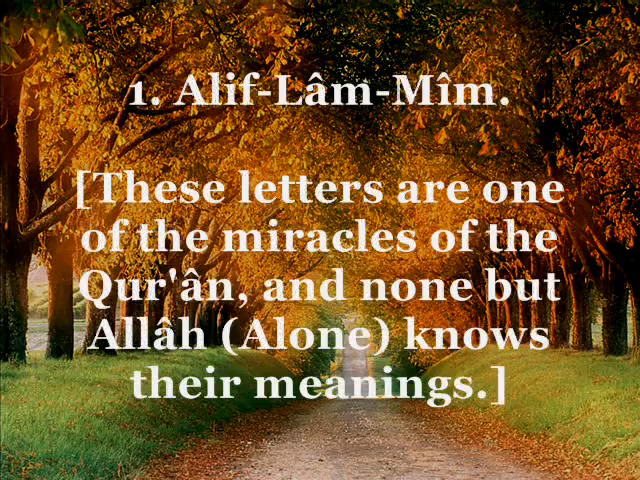 1. Alif-Lâm-Mîm.
[These letters are one
of the miracles of the
Qur'ân, and none but
Allâh (Alone) knows
their meanings.]